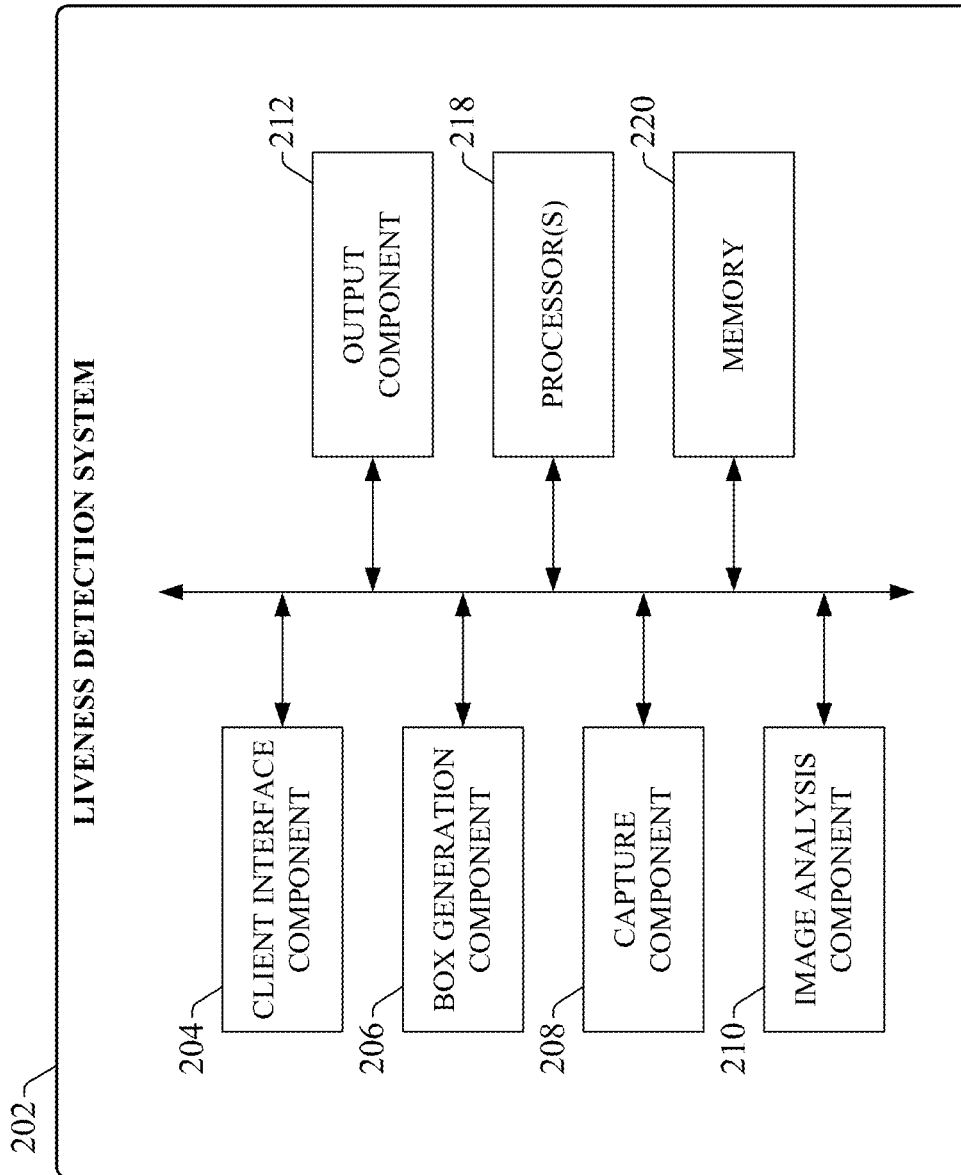 202
LIVENESS DETECTION SYSTEM
204
CLIENT INTERFACE
COMPONENT
206
BOX GENERATION
COMPONENT
208
CAPTURE
COMPONENT
210
IMAGE ANALYSIS
COMPONENT
212
OUTPUT
COMPONENT
218
PROCESSOR(S)
220
MEMORY